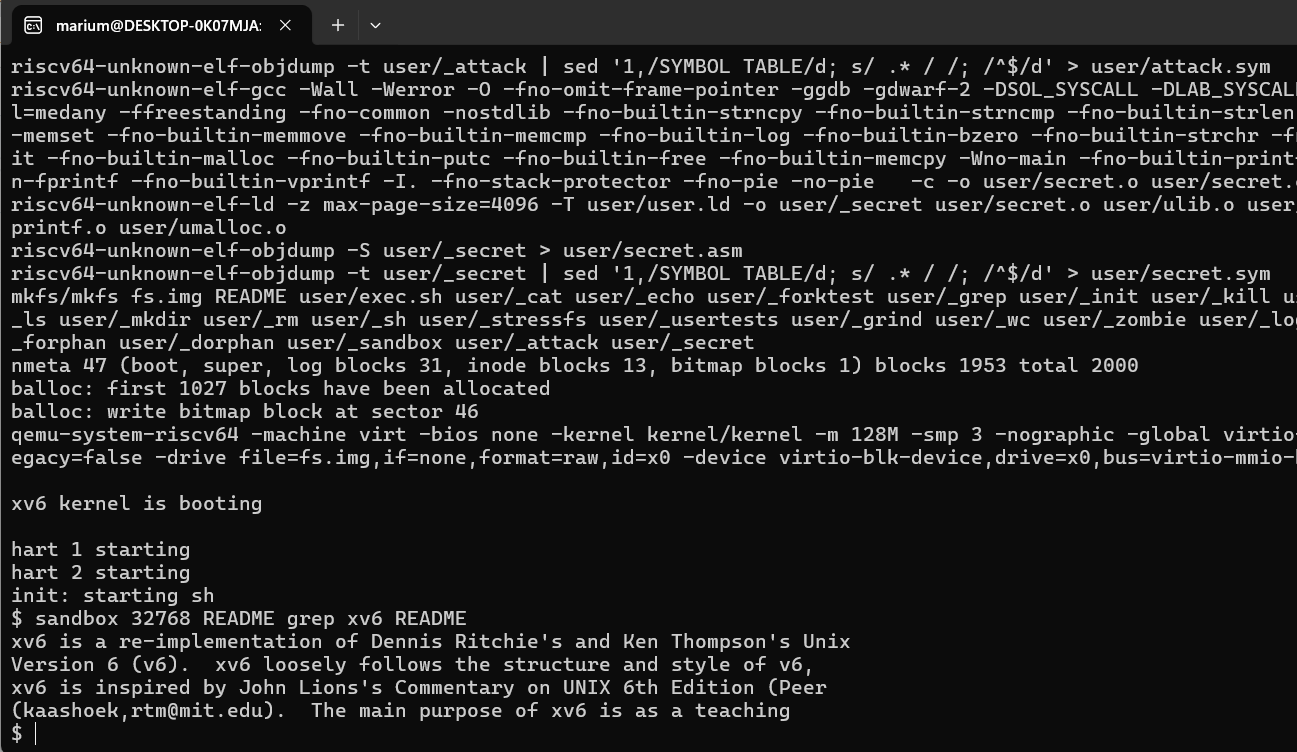 marium@DESKTOP-0K07MJA:
riscv64-unknown-elf-objdump -t user/_attack | sed '1,/SYMBOL TABLE/d; s/ .* / /; /^$/d' > user/attack.sym
riscv64-unknown-elf-gcc -Wall -Werror -O -fno-omit-frame-pointer -ggdb -gdwarf-2 -DSOL_SYSCALL -DLAB_SYSCALL
l=medany -ffreestanding -fno-common -nostdlib -fno-builtin-strncpy -fno-builtin-strncmp -fno-builtin-strlen
-memset -fno-builtin-memmove -fno-builtin-memcmp -fno-builtin-log -fno-builtin-bzero -fno-builtin-strchr -f
it -fno-builtin-malloc -fno-builtin-putc -fno-builtin-free -fno-builtin-memcpy -Wno-main -fno-builtin-print
n-fprintf -fno-builtin-vprintf -I. -fno-stack-protector -fno-pie -no-pie   -c -o user/secret.o user/secret.
riscv64-unknown-elf-ld -z max-page-size=4096 -T user/user.ld -o user/_secret user/secret.o user/ulib.o user
printf.o user/umalloc.o
riscv64-unknown-elf-objdump -S user/_secret > user/secret.asm
riscv64-unknown-elf-objdump -t user/_secret | sed '1,/SYMBOL TABLE/d; s/ .* / /; /^$/d' > user/secret.sym
mkfs/mkfs fs.img README user/exec.sh user/_cat user/_echo user/_forktest user/_grep user/_init user/_kill u
_ls user/_mkdir user/_rm user/_sh user/_stressfs user/_usertests user/_grind user/_wc user/_zombie user/_lo
_forphan user/_dorphan user/_sandbox user/_attack user/_secret
nmeta 47 (boot, super, log blocks 31, inode blocks 13, bitmap blocks 1) blocks 1953 total 2000
balloc: first 1027 blocks have been allocated
balloc: write bitmap block at sector 46
qemu-system-riscv64 -machine virt -bios none -kernel kernel/kernel -m 128M -smp 3 -nographic -global virtio-
egacy=false -drive file=fs.img,if=none,format=raw,id=x0 -device virtio-blk-device,drive=x0,bus=virtio-mmio-
xv6 kernel is booting
hart 1 starting
hart 2 starting
init: starting sh
$ sandbox 32768 README grep xv6 README
xv6 is a re-implementation of Dennis Ritchie's and Ken Thompson's Unix
Version 6 (v6).  xv6 loosely follows the structure and style of v6,
xv6 is inspired by John Lions's Commentary on UNIX 6th Edition (Peer
(kaashoek,rtm@mit.edu).  The main purpose of xv6 is as a teaching
$